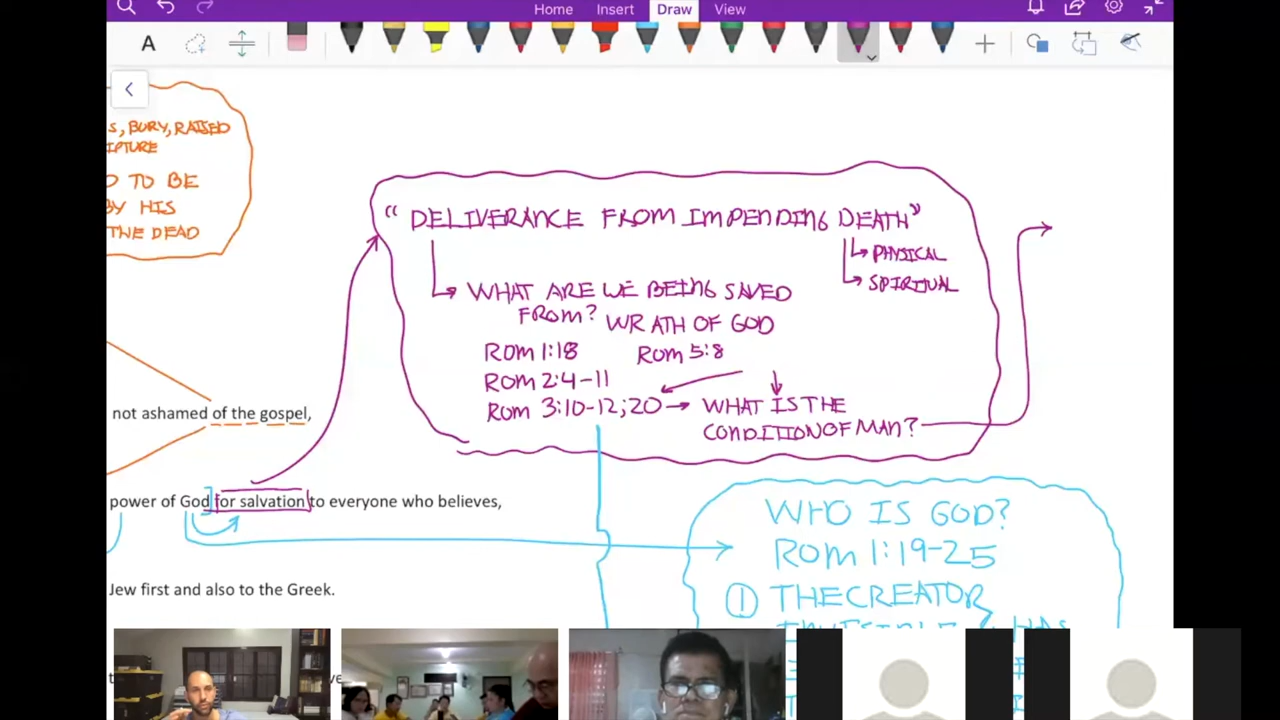 Home Insert Draw View
A
S, BURY, RAISED
IPTURE
O TO BE
BY HIS
THE DEAD
"DELIVERANCE FROM IMPENDING DEATH"
PHYSICAL
SPIRITUAL
WHAT ARE WE BEING SAVED
FROM? WRATH OF GOD
Rom 1:18 Rom 5:8
Rom 2:4-11
Rom 3:10-12;20 → WHAT IS THE
CONDITION OF MAN?
not ashamed of the gospel,
power of God for salvation to everyone who believes,
WHO IS GOD?
Rom 1:19-25
Jew first and also to the Greek.
① THE CREATOR
HAS